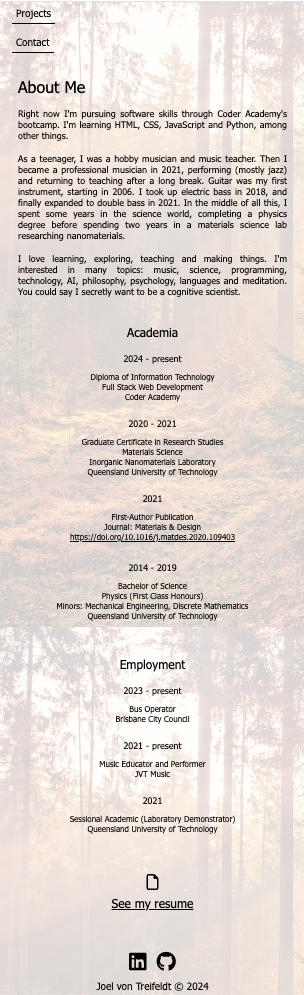 Projects
Contact
About Me
Right now I'm pursuing software skills through Coder Academy's
bootcamp. I'm learning HTML, CSS, JavaScript and Python, among
other things.
As a teenager, I was a hobby musician and music teacher. Then I
became a professional musician in 2021, performing (mostly jazz)
and returning to teaching after a long break. Guitar was my first
instrument, starting in 2006. I took up electric bass in 2018, and
finally expanded to double bass in 2021. In the middle of all this, I
spent some years in the science world, completing a physics
degree before spending two years in a materials science lab
researching nanomaterials.
I love learning, exploring, teaching and making things. I'm
interested in many topics: music, science, programming,
technology, AI, philosophy, psychology, languages and meditation.
You could say I secretly want to be a cognitive scientist.
Academia
2024 - present
Diploma of Information Technology
Full Stack Web Development
Coder Academy
2020 - 2021
Graduate Certificate in Research Studies
Materials Science
Inorganic Nanomaterials Laboratory
Queensland University of Technology
2021
First-Author Publication
Journal: Materials & Design
https://doi.org/10.1016/j.matdes.2020.109403
2014 - 2019
Bachelor of Science
Physics (First Class Honours)
Minors: Mechanical Engineering, Discrete Mathematics
Queensland University of Technology
Employment
2023 - present
Bus Operator
Brisbane City Council
2021 - present
Music Educator and Performer
JVT Music
2021
Sessional Academic (Laboratory Demonstrator)
Queensland University of Technology
See my resume
in
Joel von Treifeldt © 2024